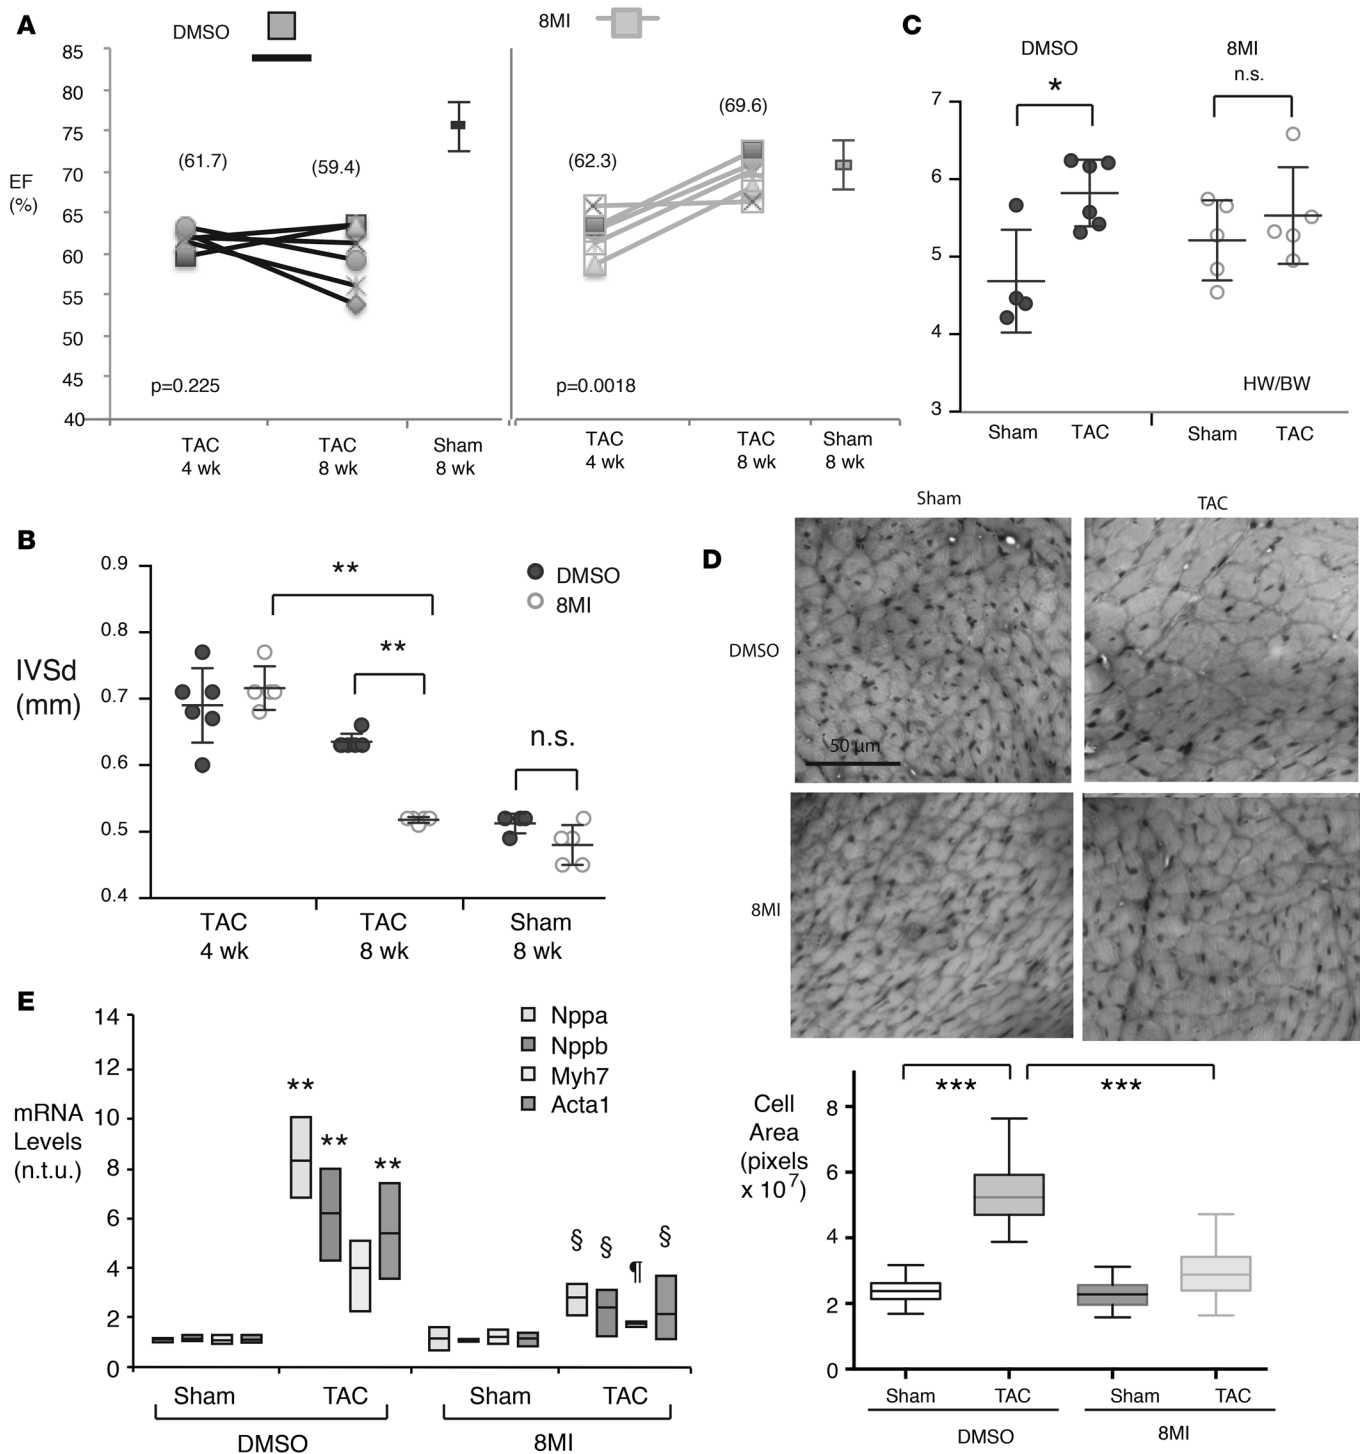 A
DMSO
8MI
85
80
75
70
65
60
55
50
45
40
EF
(%)
(61.7)
(59.4)
(62.3)
(69.6)
p=0.225
p=0.0018
TAC
4 wk
TAC
8 wk
Sham
8 wk
TAC
4 wk
TAC
8 wk
Sham
8 wk
C
DMSO
8MI
n.s.
*
7
6
5
4
3
HW/BW
Sham
TAC
Sham
TAC
B
0.9
0.8
0.7
0.6
0.5
0.4
IVSd
(mm)
**
**
n.s.
DMSO
8MI
TAC
4 wk
TAC
8 wk
Sham
8 wk
D
Sham
TAC
DMSO
50 µm
8MI
Cell
Area
(pixels
x 10⁷)
8
6
4
2
0
***
***
Sham
TAC
Sham
TAC
DMSO
8MI
E
14
12
10
8
6
4
2
0
mRNA
Levels
(n.t.u.)
Nppa
Nppb
Myh7
Acta1
**
**
**
§
§
¶
§
Sham
TAC
Sham
TAC
DMSO
8MI